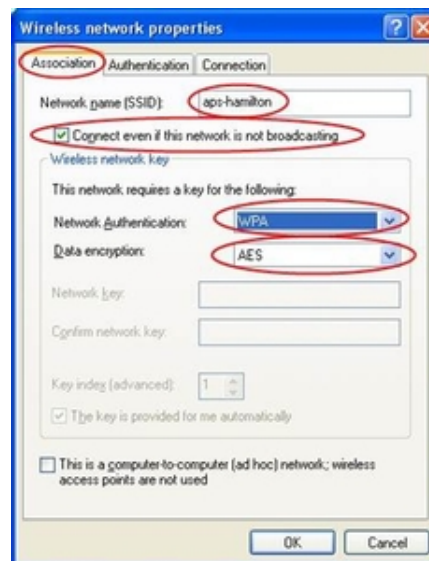 Wireless network properties
Association Authentication Connection
Network name (SSID): aps-hamilton
Connect even if this network is not broadcasting
Wireless network key
This network requires a key for the following:
Network Authentication: WPA
Data encryption: AES
Network key:
Confirm network key:
Key index (advanced): 1
The key is provided for me automatically
This is a computer-to-computer (ad hoc) network; wireless
access points are not used
OK Cancel